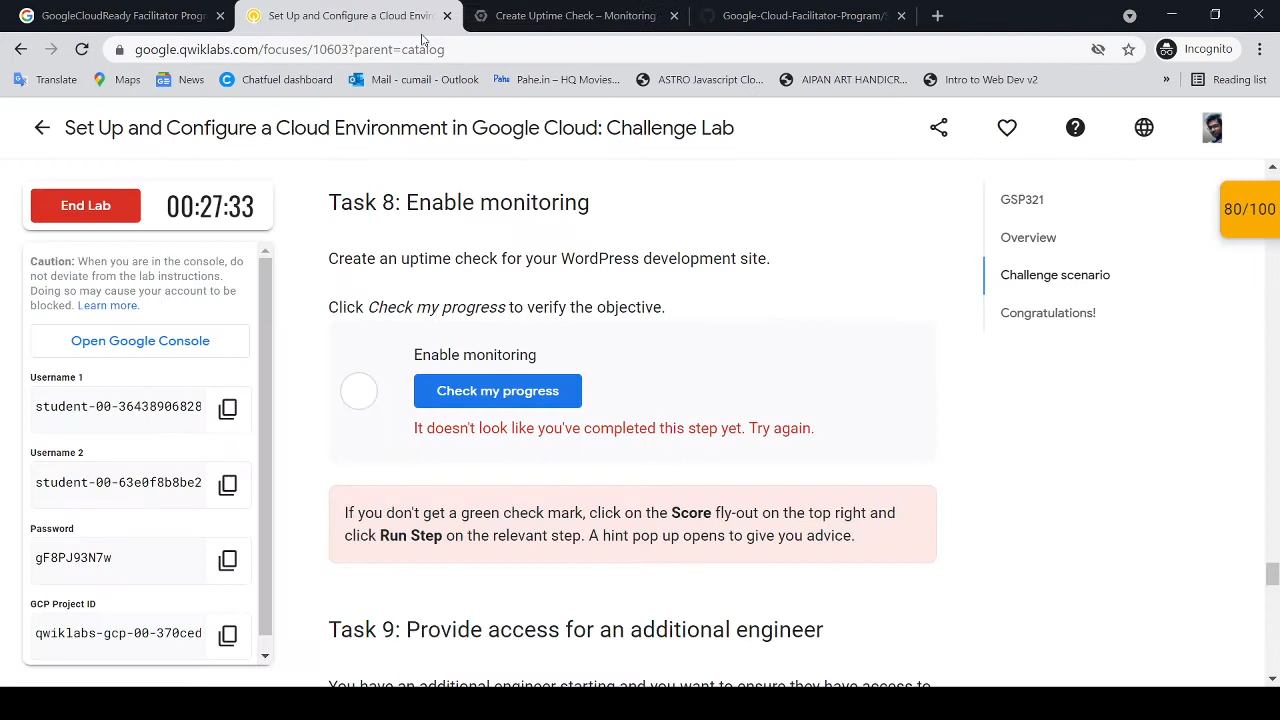 GoogleCloudReady Facilitator Progr
Set Up and Configure a Cloud Envir
Create Uptime Check – Monitoring
Google-Cloud-Facilitator-Program/S
google.qwiklabs.com/focuses/10603?parent=catalog
Incognito
Translate
Maps
News
Chatfuel dashboard
Mail - cumail - Outlook
Pahe.in – HQ Movies...
ASTRO Javascript Clo...
AIPAN ART HANDICR...
Intro to Web Dev v2
»
Reading list
Set Up and Configure a Cloud Environment in Google Cloud: Challenge Lab
End Lab
00:27:33
Caution: When you are in the console, do
not deviate from the lab instructions.
Doing so may cause your account to be
blocked. Learn more.
Open Google Console
Username 1
student-00-36438906828
Username 2
student-00-63e0f8b8be2
Password
gF8PJ93N7w
GCP Project ID
qwiklabs-gcp-00-370ced
Task 8: Enable monitoring
Create an uptime check for your WordPress development site.
Click Check my progress to verify the objective.
Enable monitoring
Check my progress
It doesn't look like you've completed this step yet. Try again.
If you don't get a green check mark, click on the Score fly-out on the top right and
click Run Step on the relevant step. A hint pop up opens to give you advice.
Task 9: Provide access for an additional engineer
You have an additional engineer starting and you want to ensure they have access to
GSP321
Overview
Challenge scenario
Congratulations!
80/100